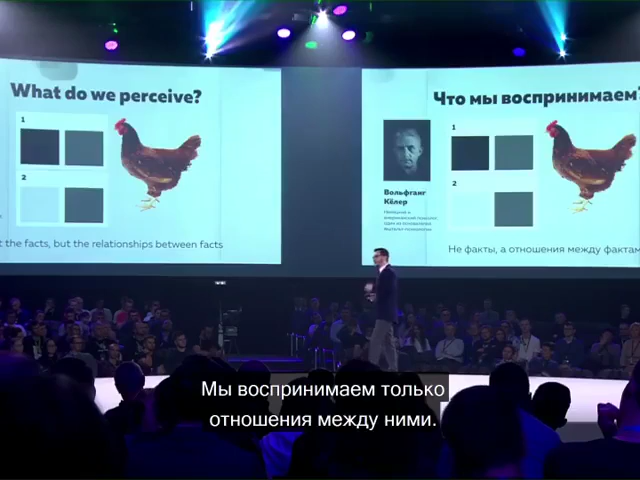 What do we perceive?
1
2
t the facts, but the relationships between facts
Что мы воспринимаем?
1
2
Вольфганг
Кёлер
Не факты, а отношения между фактам
Мы воспринимаем только
отношения между ними.